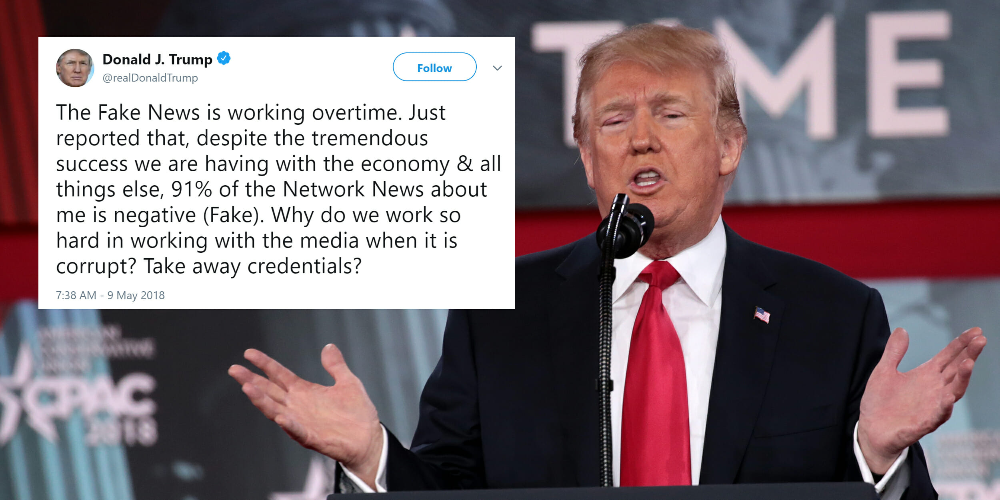 T ME
Donald J. Trump
@realDonaldTrump
Follow
The Fake News is working overtime. Just
reported that, despite the tremendous
success we are having with the economy & all
things else, 91% of the Network News about
me is negative (Fake). Why do we work so
hard in working with the media when it is
corrupt? Take away credentials?
7:38 AM - 9 May 2018
AMERICAN
CONSERVATIVE
UNION
CPAC
2018